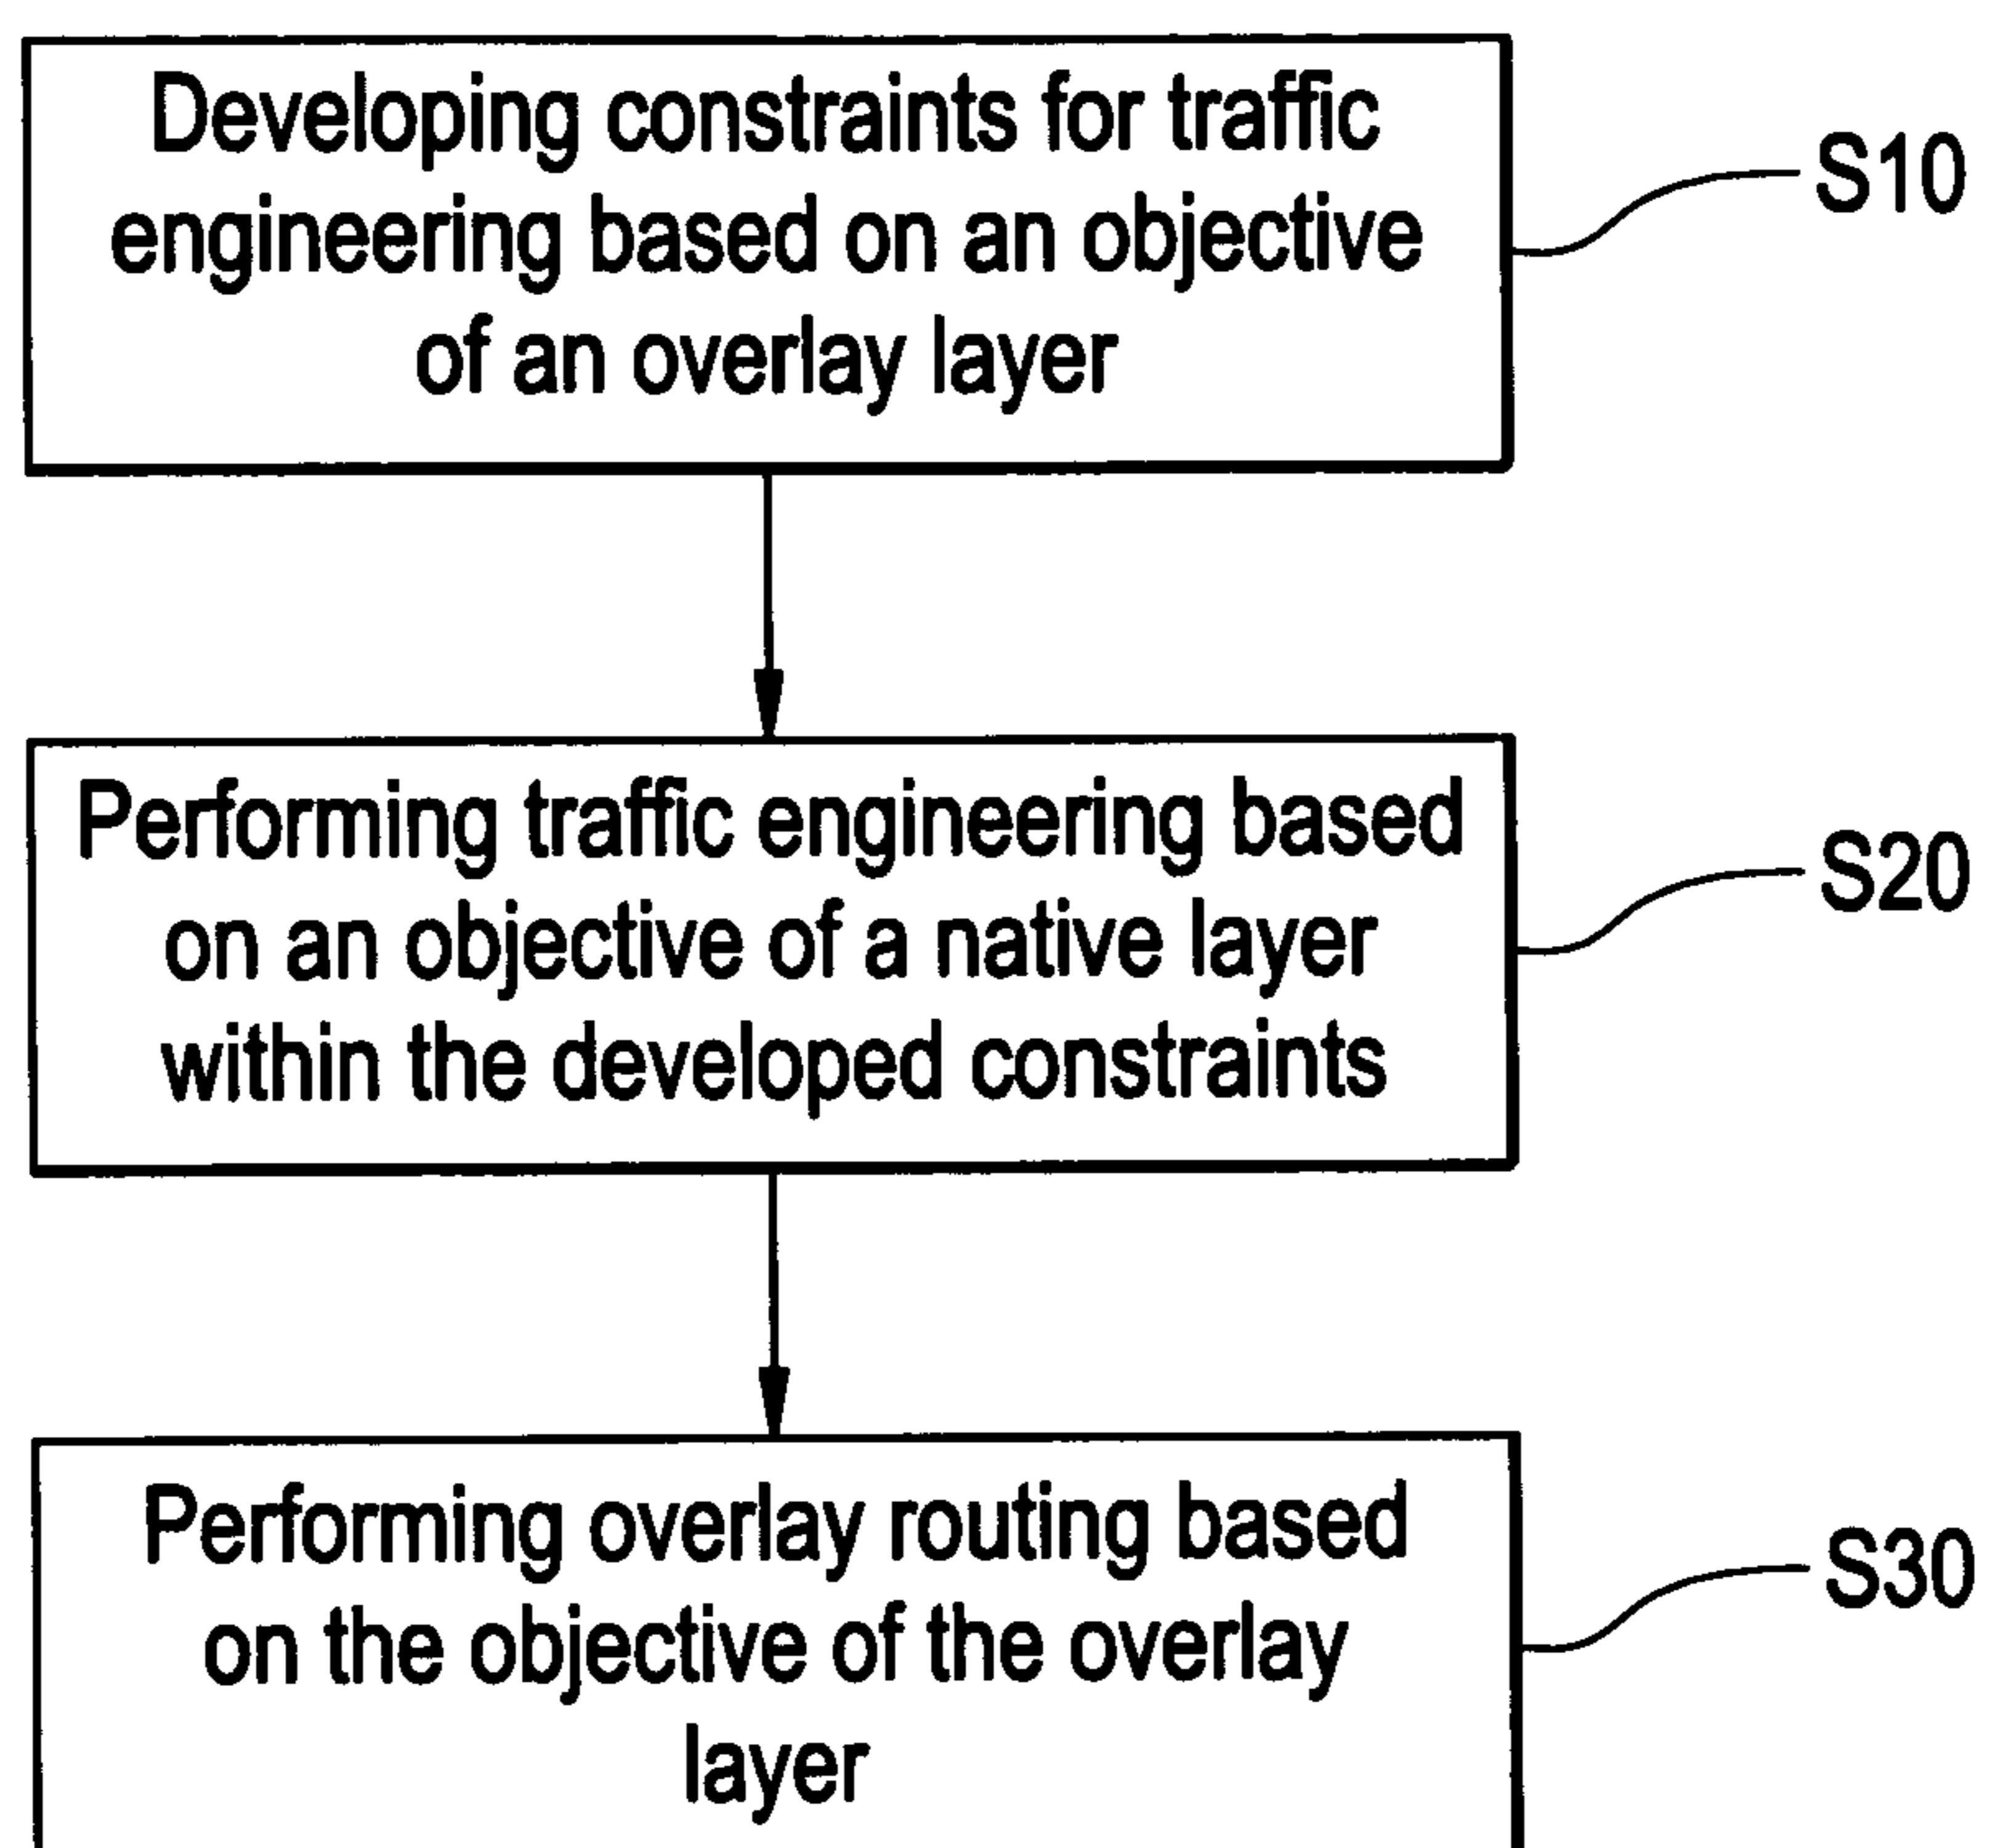 Developing constraints for traffic
engineering based on an objective
of an overlay layer
S10
Performing traffic engineering based
on an objective of a native layer
within the developed constraints
S20
Performing overlay routing based
on the objective of the overlay
layer
S30